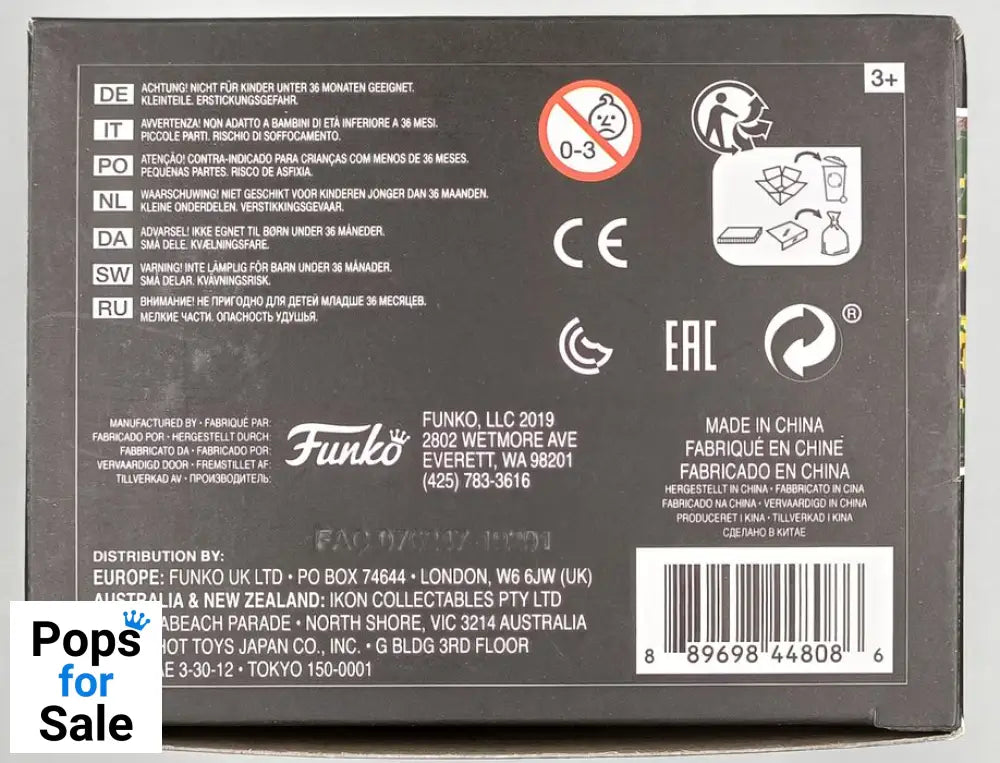 3+
DE ACHTUNG! NICHT FÜR KINDER UNTER 36 MONATEN GEEIGNET.
KLEINTEILE. ERSTICKUNGSGEFAHR.
IT AVVERTENZA! NON ADATTO A BAMBINI DI ETÀ INFERIORE A 36 MESI.
PICCOLE PARTI. RISCHIO DI SOFFOCAMENTO.
PO ATENÇÃO! CONTRA-INDICADO PARA CRIANÇAS COM MENOS DE 36 MESES.
PEQUENAS PARTES. RISCO DE ASFIXIA.
NL WAARSCHUWING! NIET GESCHIKT VOOR KINDEREN JONGER DAN 36 MAANDEN.
KLEINE ONDERDELEN. VERSTIKKINGSGEVAAR.
DA ADVARSEL! IKKE EGNET TIL BØRN UNDER 36 MÅNEDER.
SMÅ DELE. KVÆLNINGSFARE.
SW VARNING! INTE LÄMPLIG FÖR BARN UNDER 36 MÅNADER.
SMÅ DELAR. KVÄVNINGSRISK.
RU ВНИМАНИЕ! НЕ ПРИГОДНО ДЛЯ ДЕТЕЙ МЛАДШЕ 36 МЕСЯЦЕВ.
МЕЛКИЕ ЧАСТИ. ОПАСНОСТЬ УДУШЬЯ.
0-3
CE
EAC
®
MANUFACTURED BY • FABRIQUÉ PAR:
FABRICADO POR • HERGESTELLT DURCH:
FABBRICATO DA • FABRICADO POR:
VERVAARDIGD DOOR • FREMSTILLET AF:
TILLVERKAD AV • ПРОИЗВОДИТЕЛЬ:
Funko
FUNKO, LLC 2019
2802 WETMORE AVE
EVERETT, WA 98201
(425) 783-3616
MADE IN CHINA
FABRIQUÉ EN CHINE
FABRICADO EN CHINA
HERGESTELLT IN CHINA • FABBRICATO IN CINA
FABRICADO NA CHINA • VERVAARDIGD IN CHINA
PRODUCERET I KINA • TILLVERKAD I KINA
СДЕЛАНО В КИТАЕ
DISTRIBUTION BY:
EUROPE: FUNKO UK LTD • PO BOX 74644 • LONDON, W6 6JW (UK)
AUSTRALIA & NEW ZEALAND: IKON COLLECTABLES PTY LTD
ABEACH PARADE • NORTH SHORE, VIC 3214 AUSTRALIA
HOT TOYS JAPAN CO., INC. • G BLDG 3RD FLOOR
AE 3-30-12 • TOKYO 150-0001
8 89698 44808 6
Pops
for
Sale